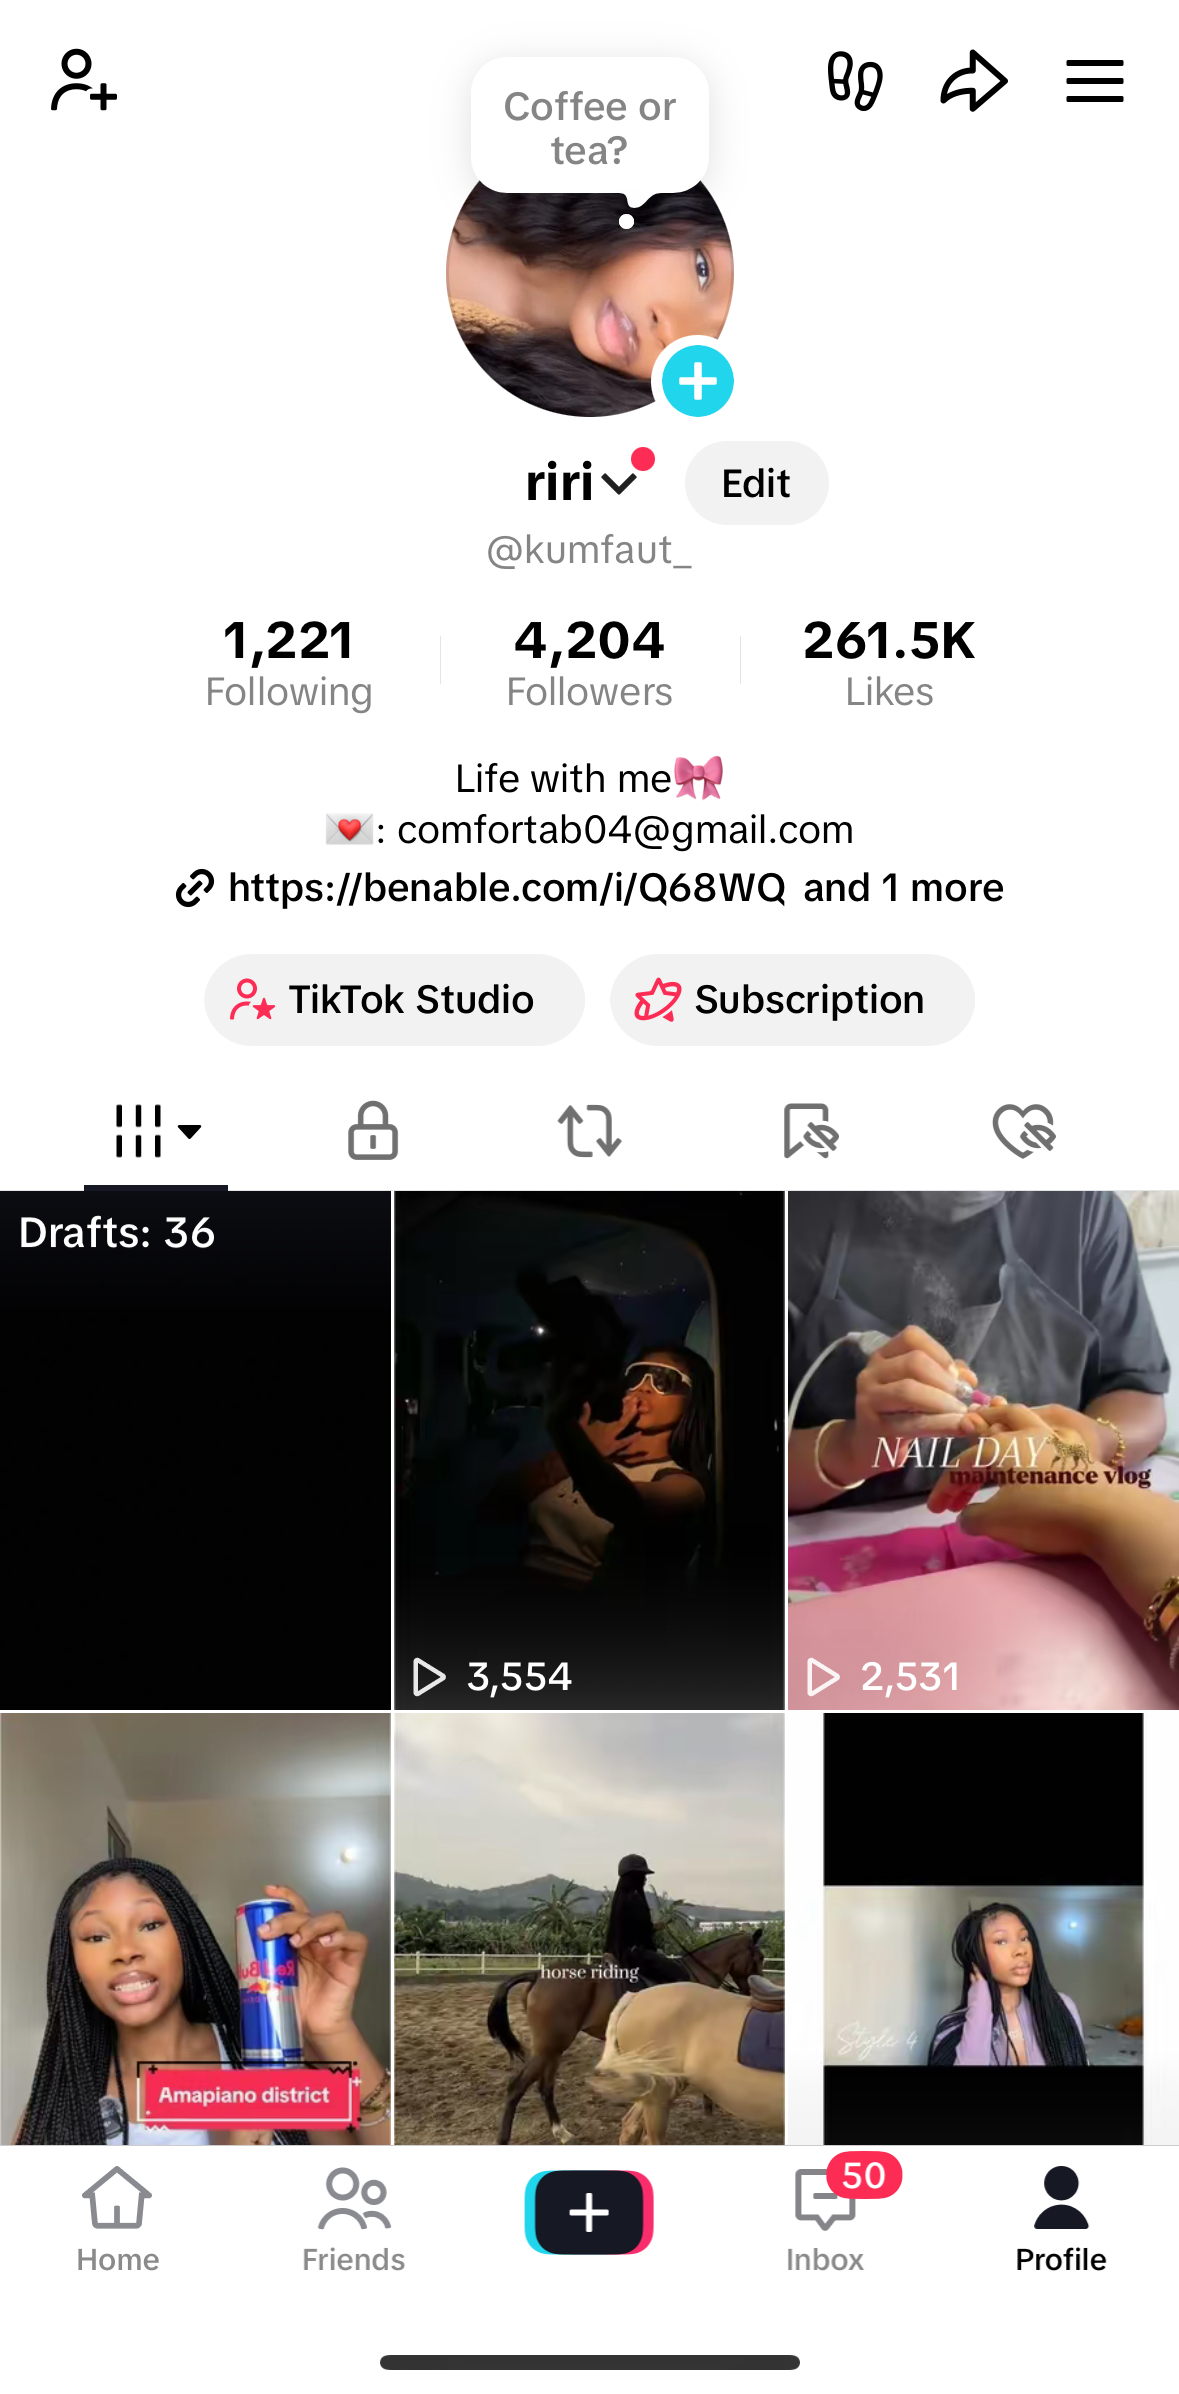 Coffee or
tea?
riri
Edit
@kumfaut_
1,221
Following
4,204
Followers
261.5K
Likes
Life with me🎀
💌: comfortab04@gmail.com
https://benable.com/i/Q68WQ and 1 more
TikTok Studio
Subscription
Drafts: 36
3,554
NAIL DAY🐆
maintenance vlog
2,531
Red Bull
Amapiano district
horse riding
Style 4
Home
Friends
50
Inbox
Profile